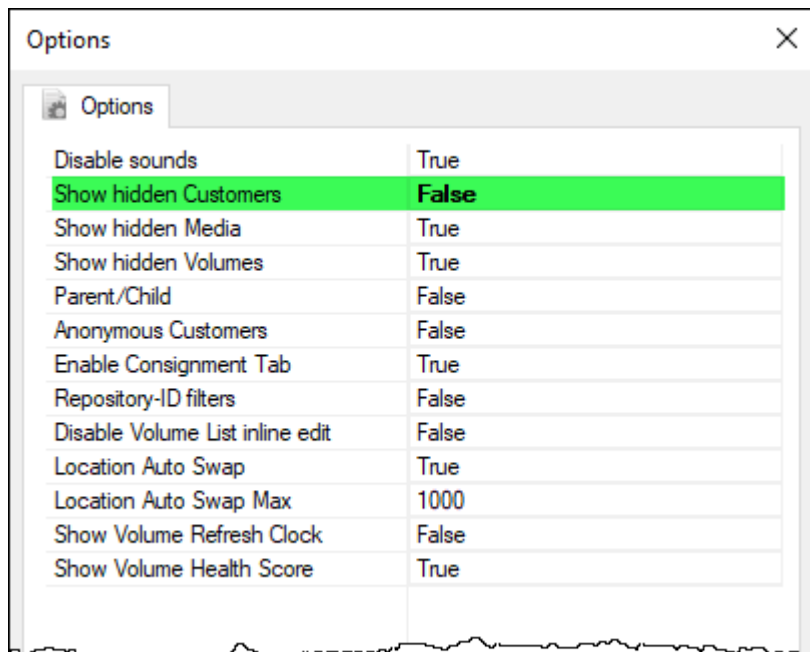 Options
Options
Disable sounds True
Show hidden Customers False
Show hidden Media True
Show hidden Volumes True
Parent/Child False
Anonymous Customers False
Enable Consignment Tab True
Repository-ID filters False
Disable Volume List inline edit False
Location Auto Swap True
Location Auto Swap Max 1000
Show Volume Refresh Clock False
Show Volume Health Score True